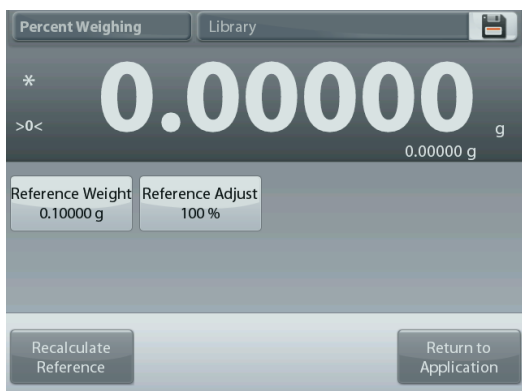 Percent Weighing
Library
*
0.00000 g
>0<
0.00000 g
Reference Weight
0.10000 g
Reference Adjust
100 %
Recalculate
Reference
Return to
Application